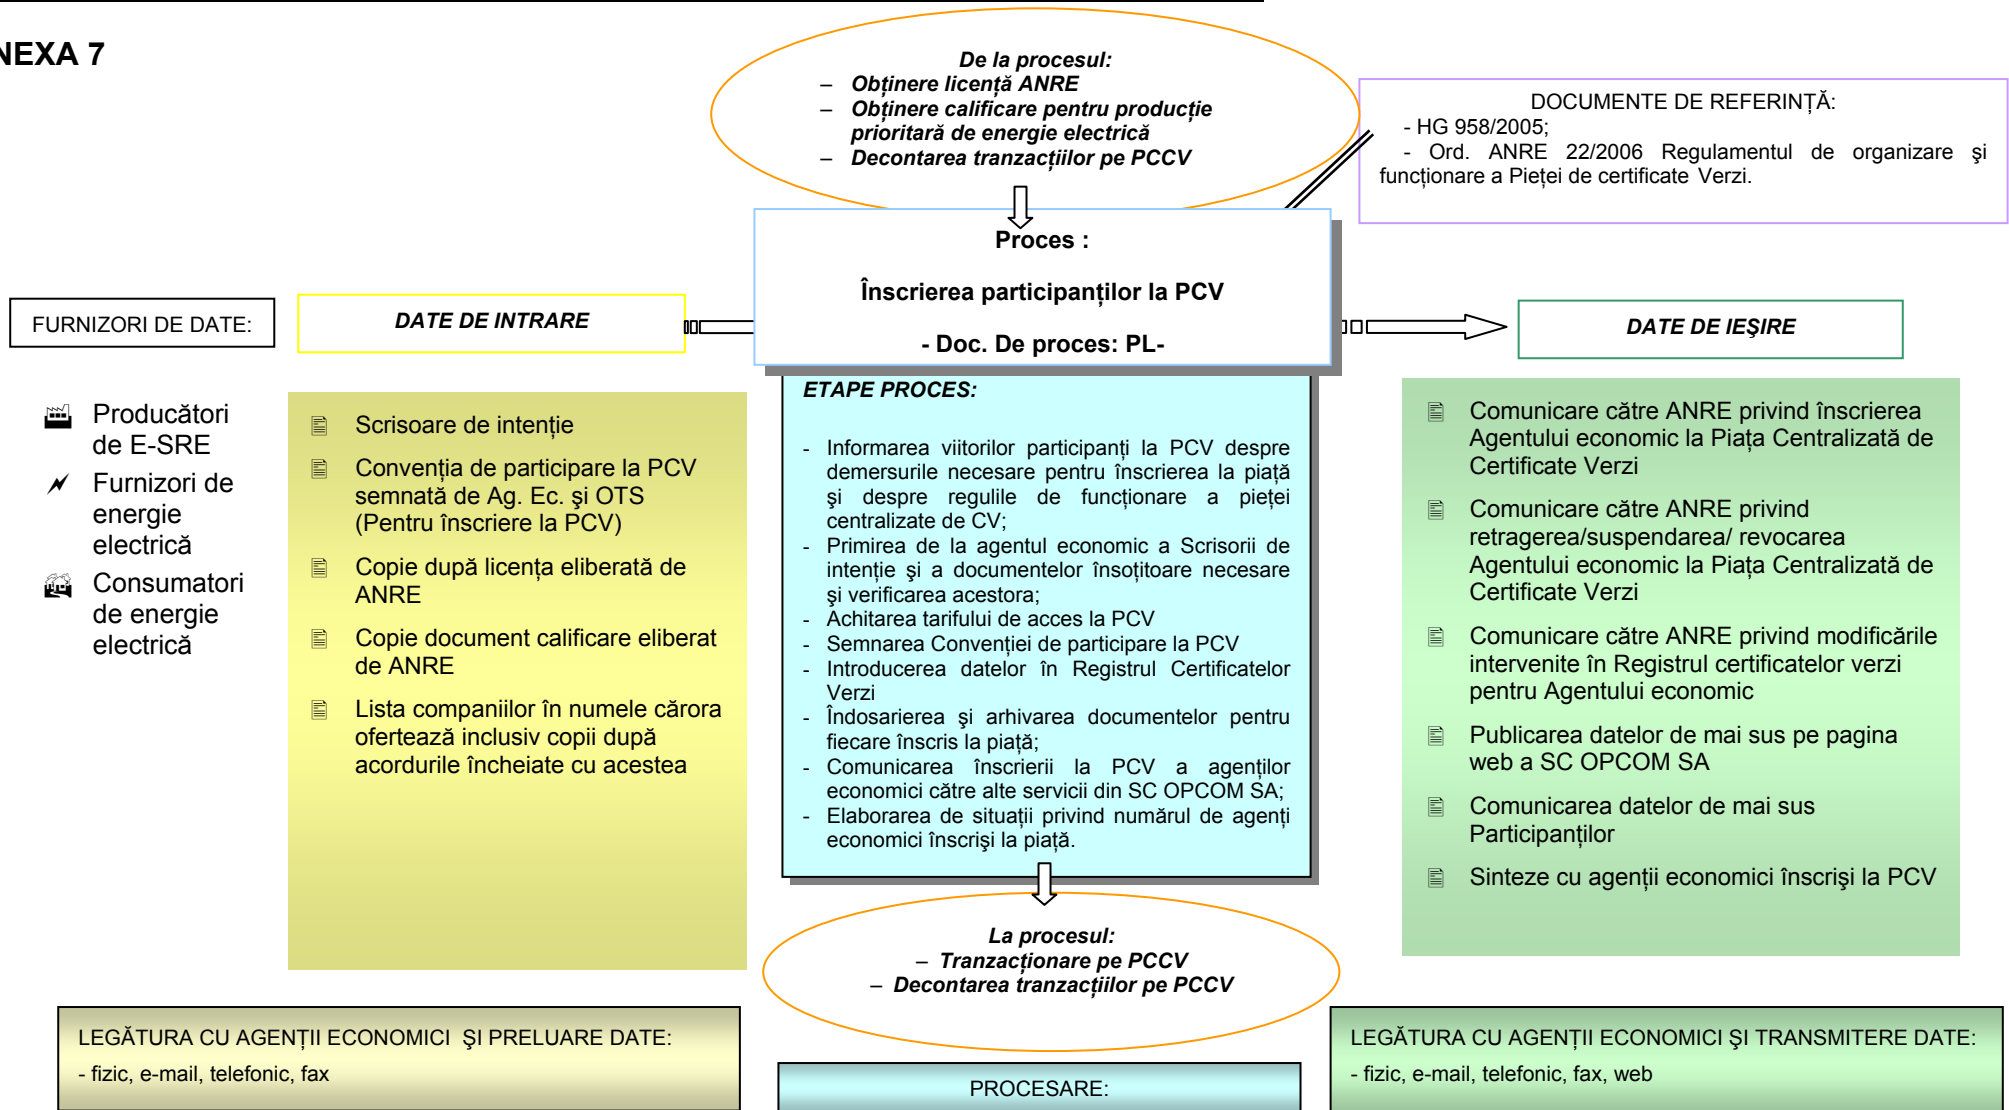 NEXA 7
De la procesul:
– Obținere licență ANRE
– Obținere calificare pentru producție
prioritară de energie electrică
– Decontarea tranzacțiilor pe PCCV
DOCUMENTE DE REFERINȚĂ:
- HG 958/2005;
- Ord. ANRE 22/2006 Regulamentul de organizare şi
funcționare a Pieței de certificate Verzi.
Proces :
Înscrierea participanților la PCV
- Doc. De proces: PL-
FURNIZORI DE DATE:
DATE DE INTRARE
DATE DE IEŞIRE
Producători
de E-SRE
Furnizori de
energie
electrică
Consumatori
de energie
electrică
Scrisoare de intenție
Convenția de participare la PCV
semnată de Ag. Ec. şi OTS
(Pentru înscriere la PCV)
Copie după licența eliberată de
ANRE
Copie document calificare eliberat
de ANRE
Lista companiilor în numele cărora
ofertează inclusiv copii după
acordurile încheiate cu acestea
ETAPE PROCES:
- Informarea viitorilor participanți la PCV despre
demersurile necesare pentru înscrierea la piață
şi despre regulile de funcționare a pieței
centralizate de CV;
- Primirea de la agentul economic a Scrisorii de
intenție şi a documentelor însoțitoare necesare
şi verificarea acestora;
- Achitarea tarifului de acces la PCV
- Semnarea Convenției de participare la PCV
- Introducerea datelor în Registrul Certificatelor
Verzi
- Îndosarierea şi arhivarea documentelor pentru
fiecare înscris la piață;
- Comunicarea înscrierii la PCV a agenților
economici către alte servicii din SC OPCOM SA;
- Elaborarea de situații privind numărul de agenți
economici înscrişi la piață.
Comunicare către ANRE privind înscrierea
Agentului economic la Piața Centralizată de
Certificate Verzi
Comunicare către ANRE privind
retragerea/suspendarea/ revocarea
Agentului economic la Piața Centralizată de
Certificate Verzi
Comunicare către ANRE privind modificările
intervenite în Registrul certificatelor verzi
pentru Agentului economic
Publicarea datelor de mai sus pe pagina
web a SC OPCOM SA
Comunicarea datelor de mai sus
Participanților
Sinteze cu agenții economici înscrişi la PCV
La procesul:
– Tranzacționare pe PCCV
– Decontarea tranzacțiilor pe PCCV
LEGĂTURA CU AGENȚII ECONOMICI ŞI PRELUARE DATE:
- fizic, e-mail, telefonic, fax
PROCESARE:
LEGĂTURA CU AGENȚII ECONOMICI ŞI TRANSMITERE DATE:
- fizic, e-mail, telefonic, fax, web